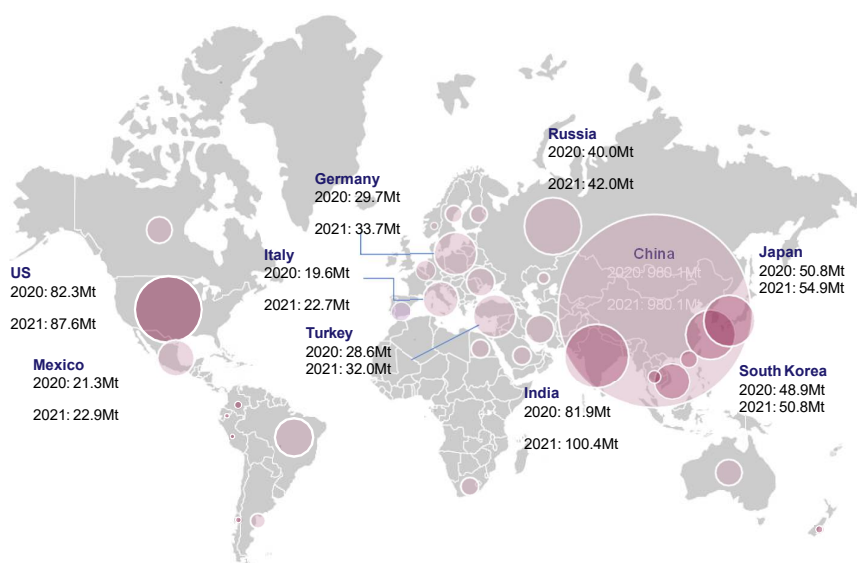 Russia
2020: 40.0Mt
2021: 42.0Mt
Germany
2020: 29.7Mt
2021: 33.7Mt
Italy
2020: 19.6Mt
2021: 22.7Mt
China
2020: 980.1Mt
2021: 980.1Mt
Japan
2020: 50.8Mt
2021: 54.9Mt
US
2020: 82.3Mt
2021: 87.6Mt
Turkey
2020: 28.6Mt
2021: 32.0Mt
Mexico
2020: 21.3Mt
2021: 22.9Mt
India
2020: 81.9Mt
2021: 100.4Mt
South Korea
2020: 48.9Mt
2021: 50.8Mt